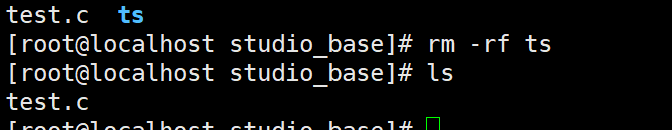 test.c  ts
[root@localhost studio_base]# rm -rf ts
[root@localhost studio_base]# ls
test.c
[root@localhost studio_base]#